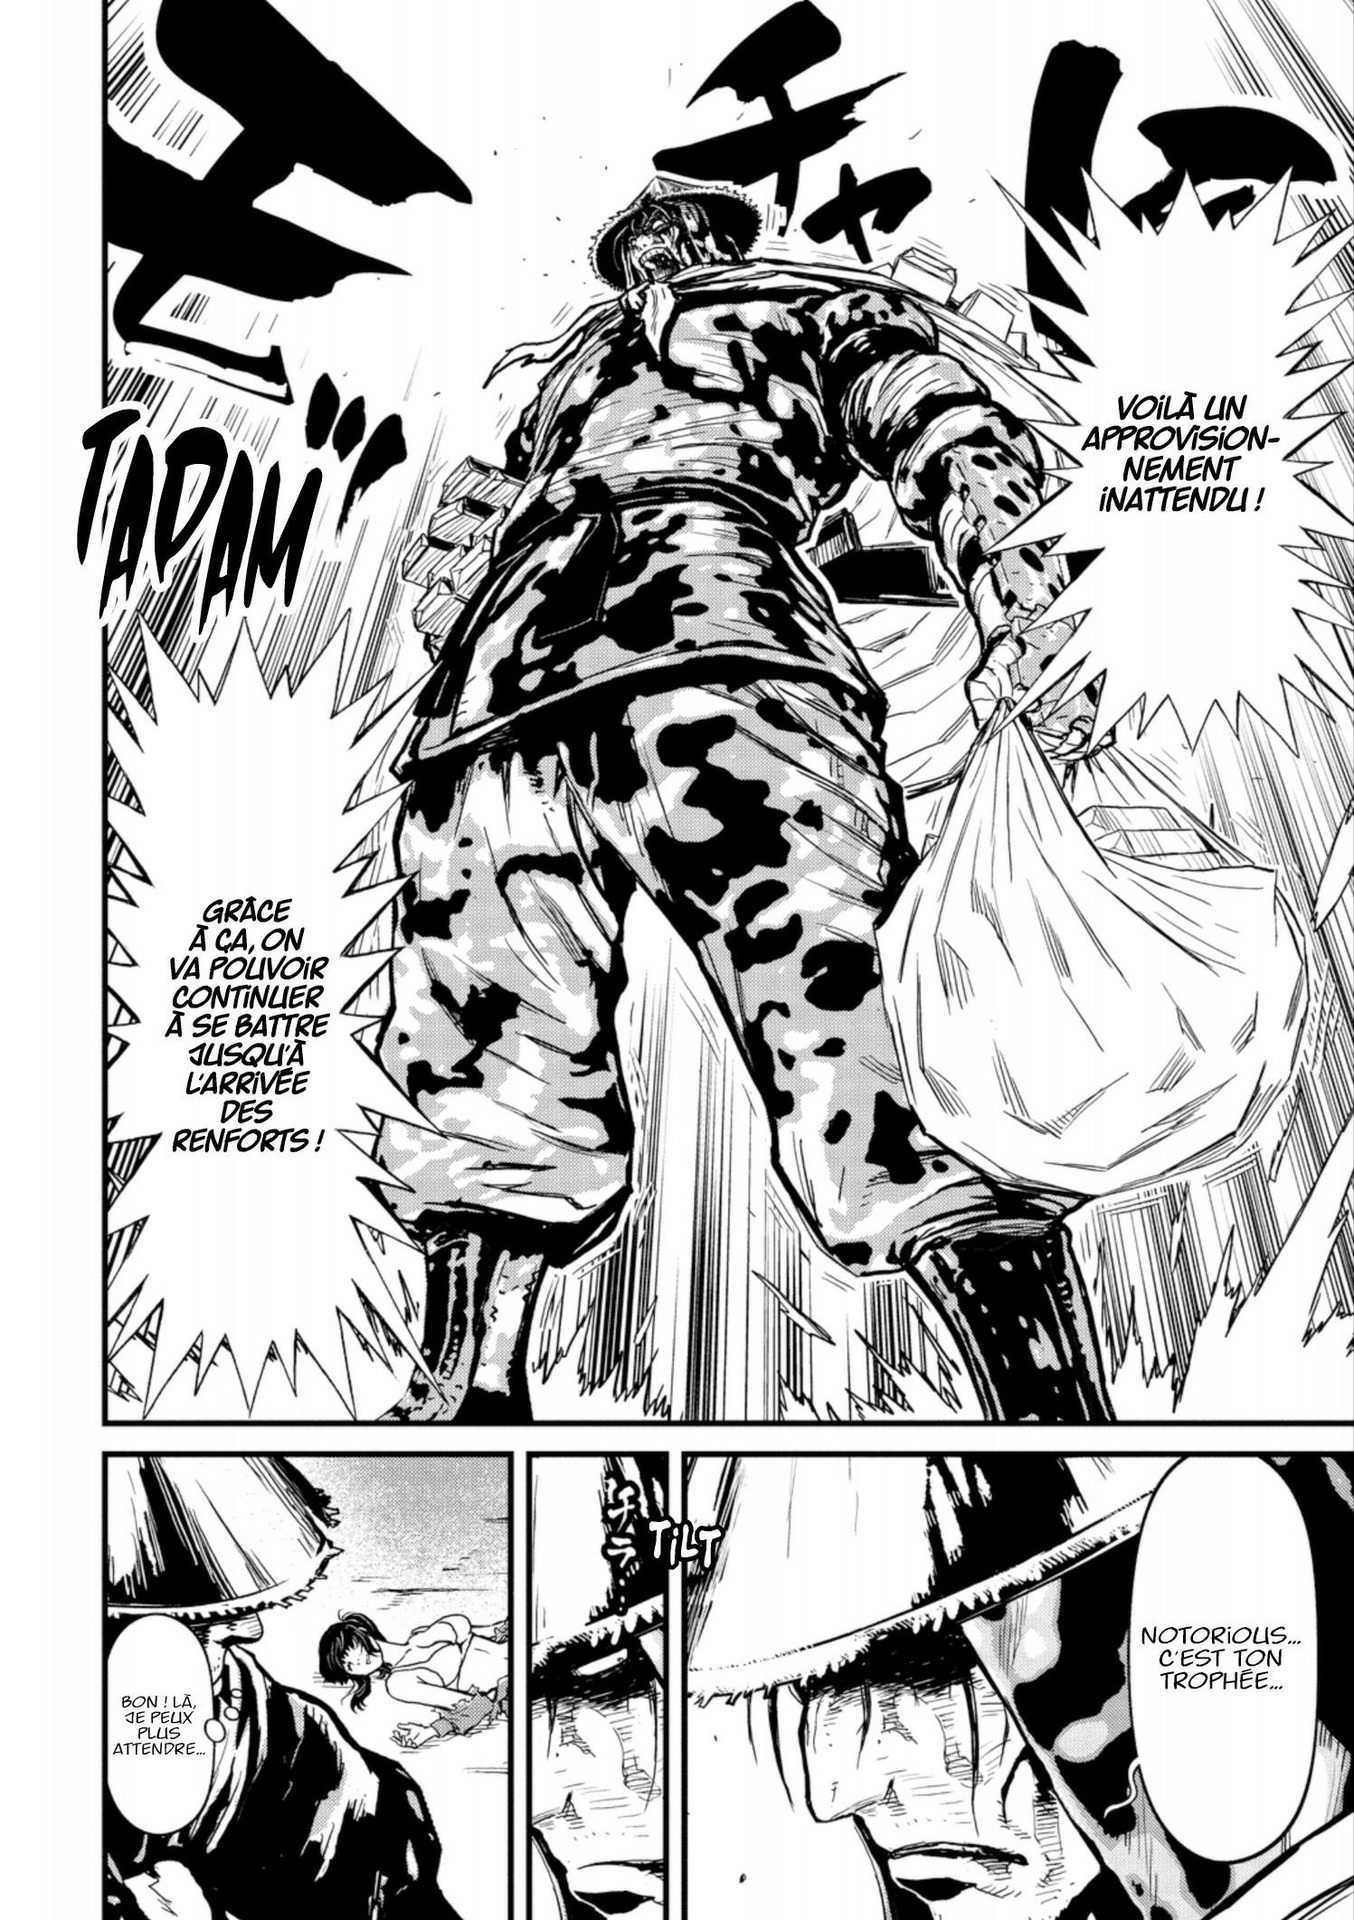 VOILÀ UN
APPROVISION-
NEMENT
INATTENDU !
TADAM
GRÂCE
À ÇA, ON
VA POUVOIR
CONTINUER
À SE BATTRE
JUSQU'À
L'ARRIVÉE
DES
RENFORTS !
NOTORIOUS...
C'EST TON
TROPHÉE...
チラ...
TILT
BON ! LÀ,
JE PEUX
PLUS
ATTENDRE...